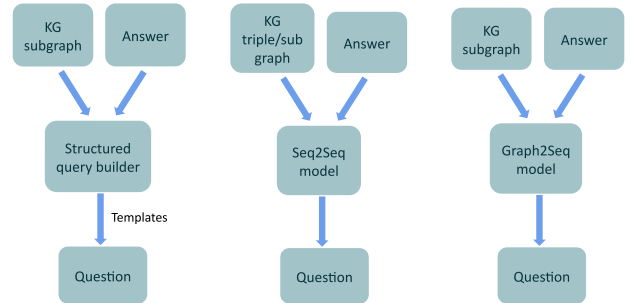 KG
subgraph
Answer
Structured
query builder
Templates
Question
KG
triple/sub
graph
Answer
Seq2Seq
model
Question
KG
subgraph
Answer
Graph2Seq
model
Question